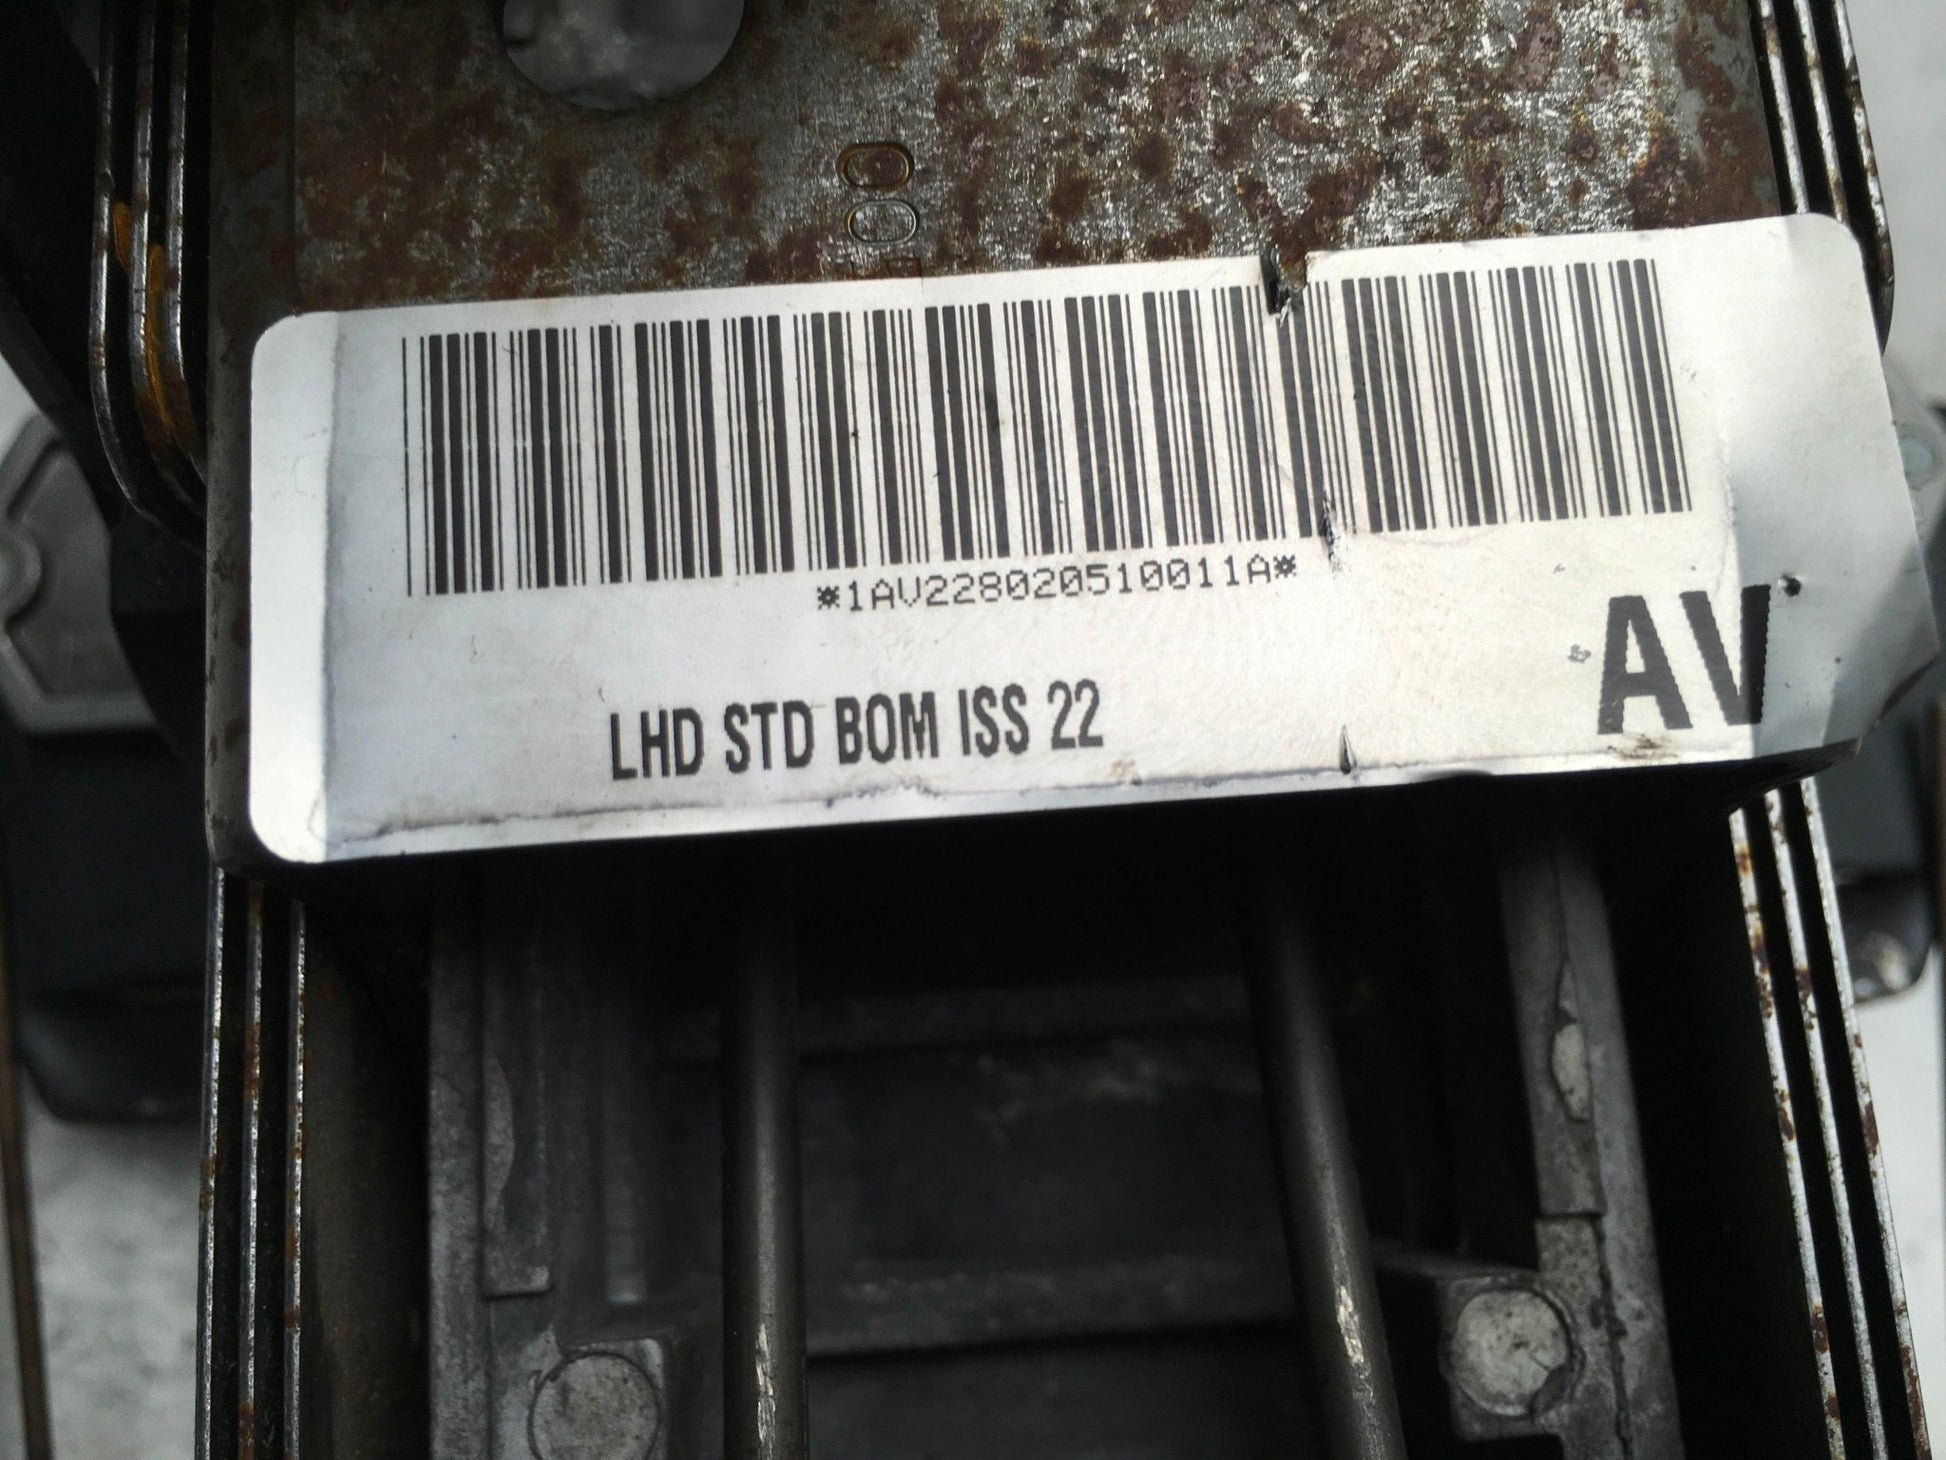 *1AV228020510011A*
AV
LHD STD BOM ISS 22